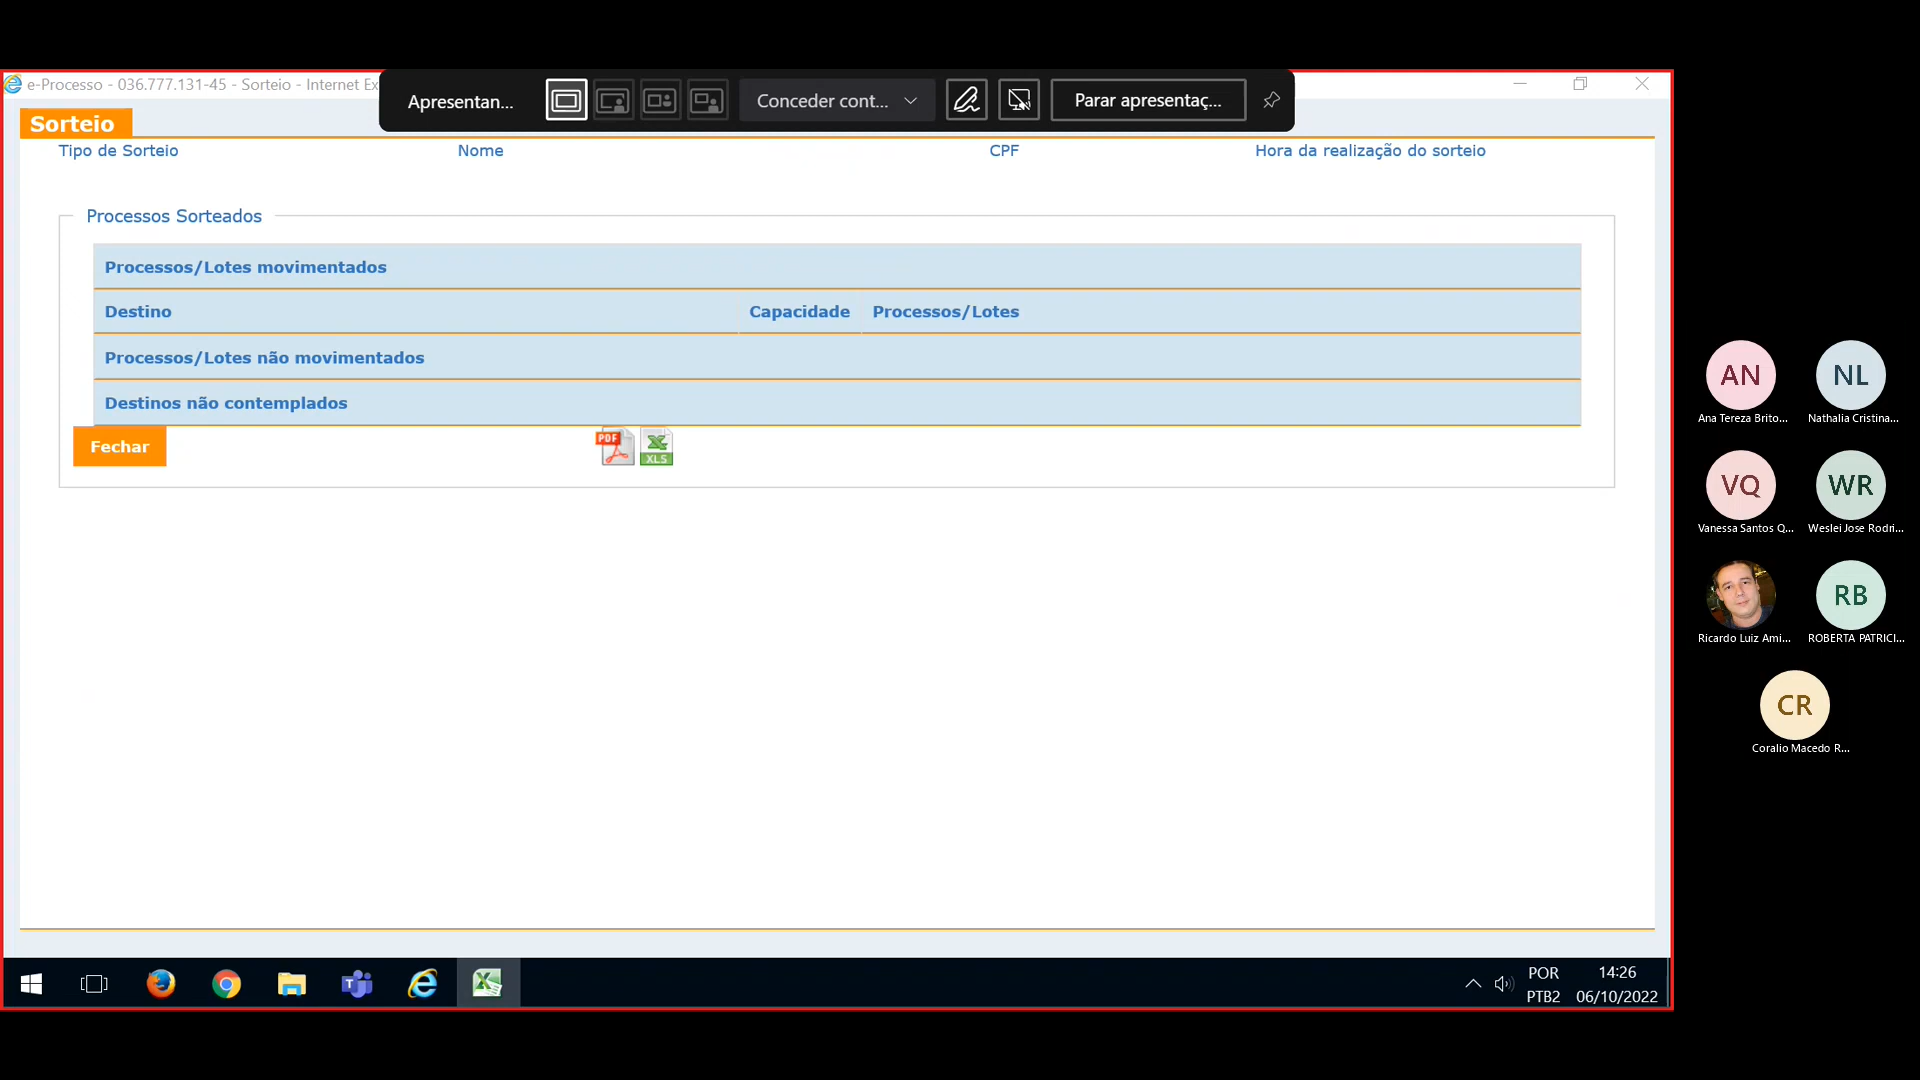 e-Processo - 036.777.131-45 - Sorteio - Internet Ex
Apresentan...
Conceder cont...
Parar apresentaç...
Sorteio
Tipo de Sorteio
Nome
CPF
Hora da realização do sorteio
Processos Sorteados
Processos/Lotes movimentados
Destino
Capacidade
Processos/Lotes
Processos/Lotes não movimentados
Destinos não contemplados
Fechar
PDF
XLS
AN
Ana Tereza Brito...
NL
Nathalia Cristina...
VQ
Vanessa Santos Q...
WR
Weslei Jose Rodri...
Ricardo Luiz Ami...
RB
ROBERTA PATRICI...
CR
Coralio Macedo R...
POR
PTB2
14:26
06/10/2022